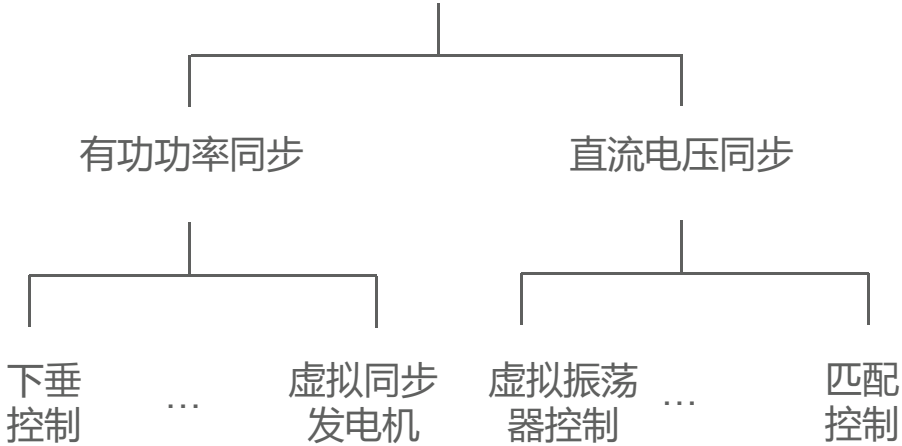 有功功率同步
直流电压同步
下垂
控制
…
虚拟同步
发电机
虚拟振荡
器控制
…
匹配
控制